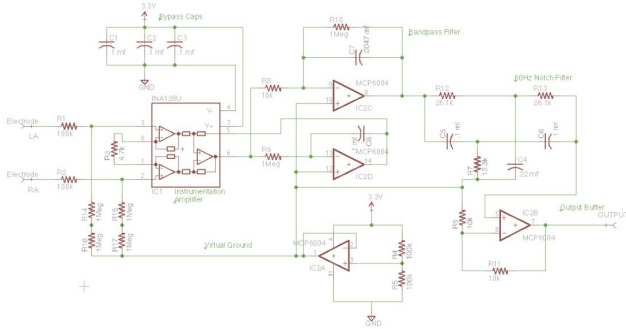 3.3V
Bypass Caps
C1
1 mf
C2
1 mf
C3
1 mf
GND
R10
1Meg
C7
.0047 mf
Bandpass Filter
R8
10k
MCP6004
IC2C
60Hz Notch Filter
R12
26.1k
R13
26.1k
C5
1 mf
C6
1 mf
R7
C4
.22 mf
Electrode
LA
R1
100k
INA128U
V-
V+
R3
4.7k
Electrode
RA
R2
100k
IC1
Instrumentation
Amplifier
R9
1Meg
C8
MCP6004
IC2D
R14
1Meg
R15
1Meg
R16
1Meg
R17
1Meg
Virtual Ground
3.3V
MCP6004
IC2A
R4
100k
R5
100k
GND
R6
10k
IC2B
MCP6004
Output Buffer
OUTPUT
R11
10k